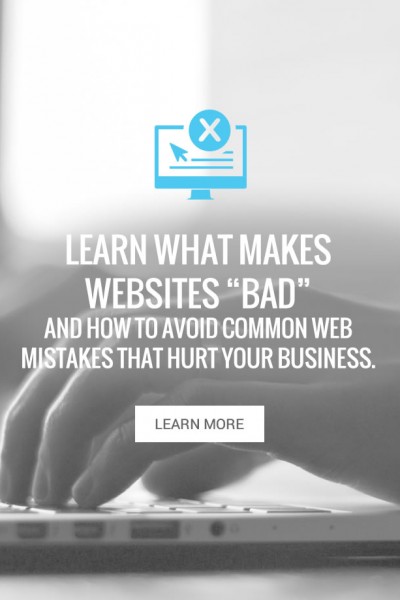 LEARN WHAT MAKES
WEBSITES “BAD”
AND HOW TO AVOID COMMON WEB
MISTAKES THAT HURT YOUR BUSINESS.
LEARN MORE